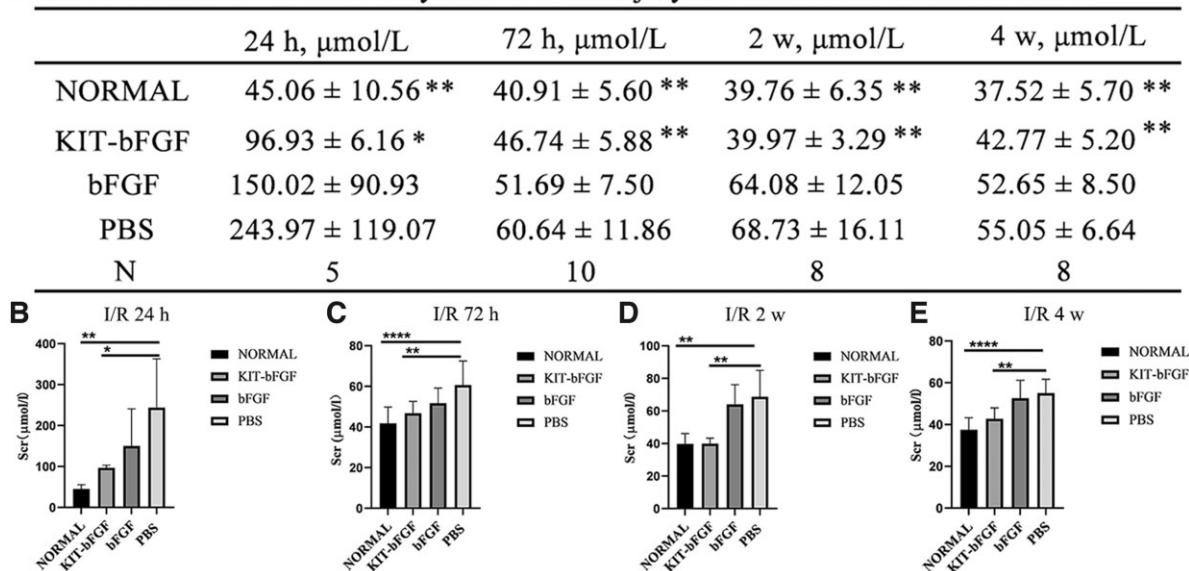 24 h, μmol/L 72 h, μmol/L 2 w, μmol/L 4 w, μmol/L
NORMAL 45.06 ± 10.56 ** 40.91 ± 5.60 ** 39.76 ± 6.35 ** 37.52 ± 5.70 **
KIT-bFGF 96.93 ± 6.16 * 46.74 ± 5.88 ** 39.97 ± 3.29 ** 42.77 ± 5.20 **
bFGF 150.02 ± 90.93 51.69 ± 7.50 64.08 ± 12.05 52.65 ± 8.50
PBS 243.97 ± 119.07 60.64 ± 11.86 68.73 ± 16.11 55.05 ± 6.64
N 5 10 8 8
B I/R 24 h
Scr (μmol/l)
400
300
200
100
0
**
*
NORMAL
KIT-bFGF
bFGF
PBS
NORMAL KIT-bFGF bFGF PBS
C I/R 72 h
Scr (μmol/l)
80
60
40
20
0
****
**
NORMAL
KIT-bFGF
bFGF
PBS
NORMAL KIT-bFGF bFGF PBS
D I/R 2 w
Scr (μmol/l)
100
80
60
40
20
0
**
**
NORMAL
KIT-bFGF
bFGF
PBS
NORMAL KIT-bFGF bFGF PBS
E I/R 4 w
Scr (μmol/l)
80
60
40
20
0
****
**
NORMAL
KIT-bFGF
bFGF
PBS
NORMAL KIT-bFGF bFGF PBS